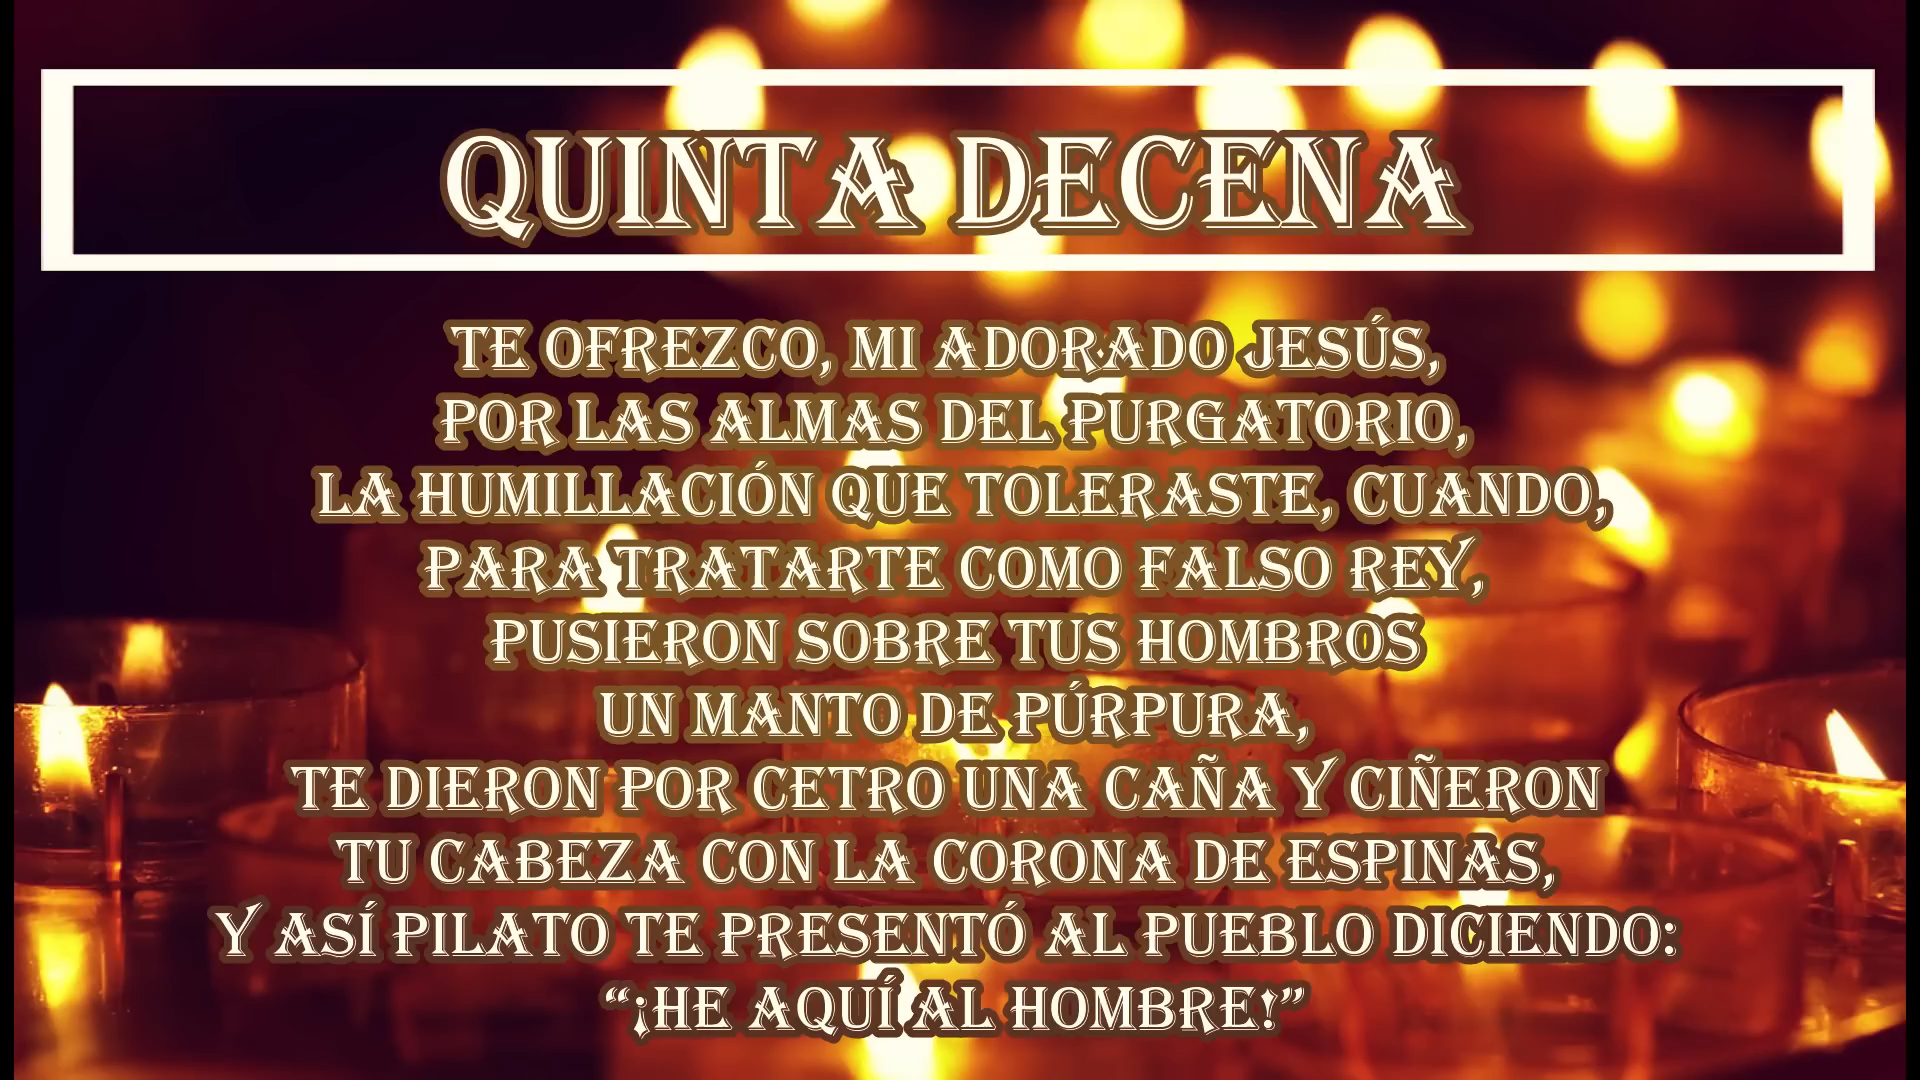 QUINTA DECENA
TE OFREZCO, MI ADORADO JESÚS,
POR LAS ALMAS DEL PURGATORIO,
LA HUMILLACIÓN QUE TOLERASTE, CUANDO,
PARA TRATARTE COMO FALSO REY,
PUSIERON SOBRE TUS HOMBROS
UN MANTO DE PÚRPURA,
TE DIERON POR CETRO UNA CAÑA Y CIÑERON
TU CABEZA CON LA CORONA DE ESPINAS,
Y ASÍ PILATO TE PRESENTÓ AL PUEBLO DICIENDO:
“¡HE AQUÍ AL HOMBRE!”